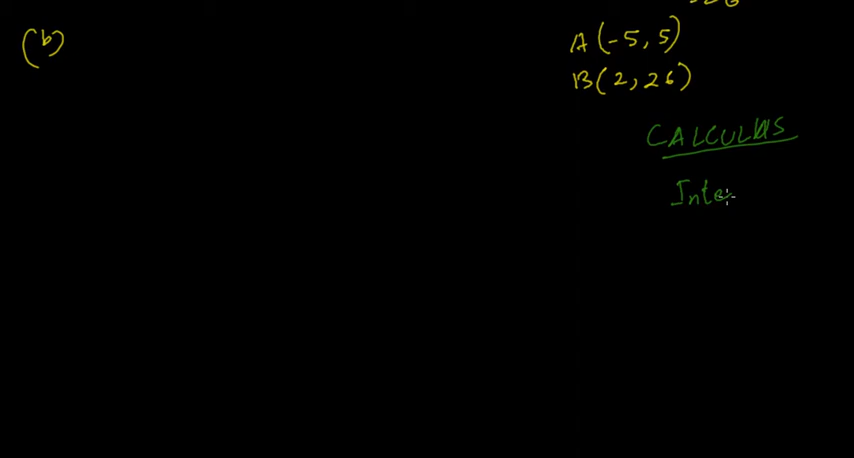 (b)
A(-5, 5)
B(2, 26)
CALCULUS
Inte